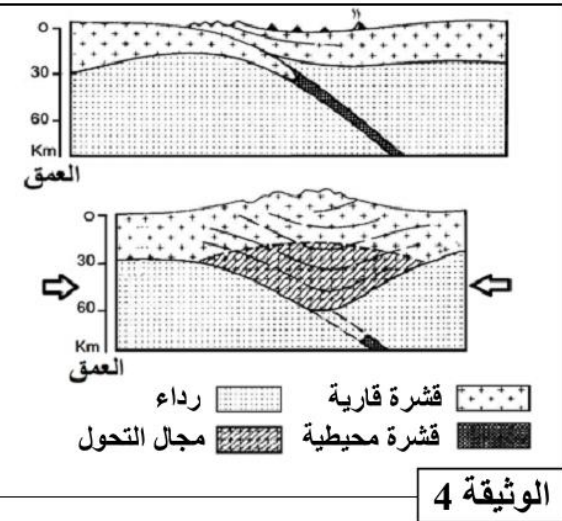 0
30
60
Km
العمق
0
30
60
Km
العمق
قشرة قارية
رداء
قشرة محيطية
مجال التحول
الوثيقة 4